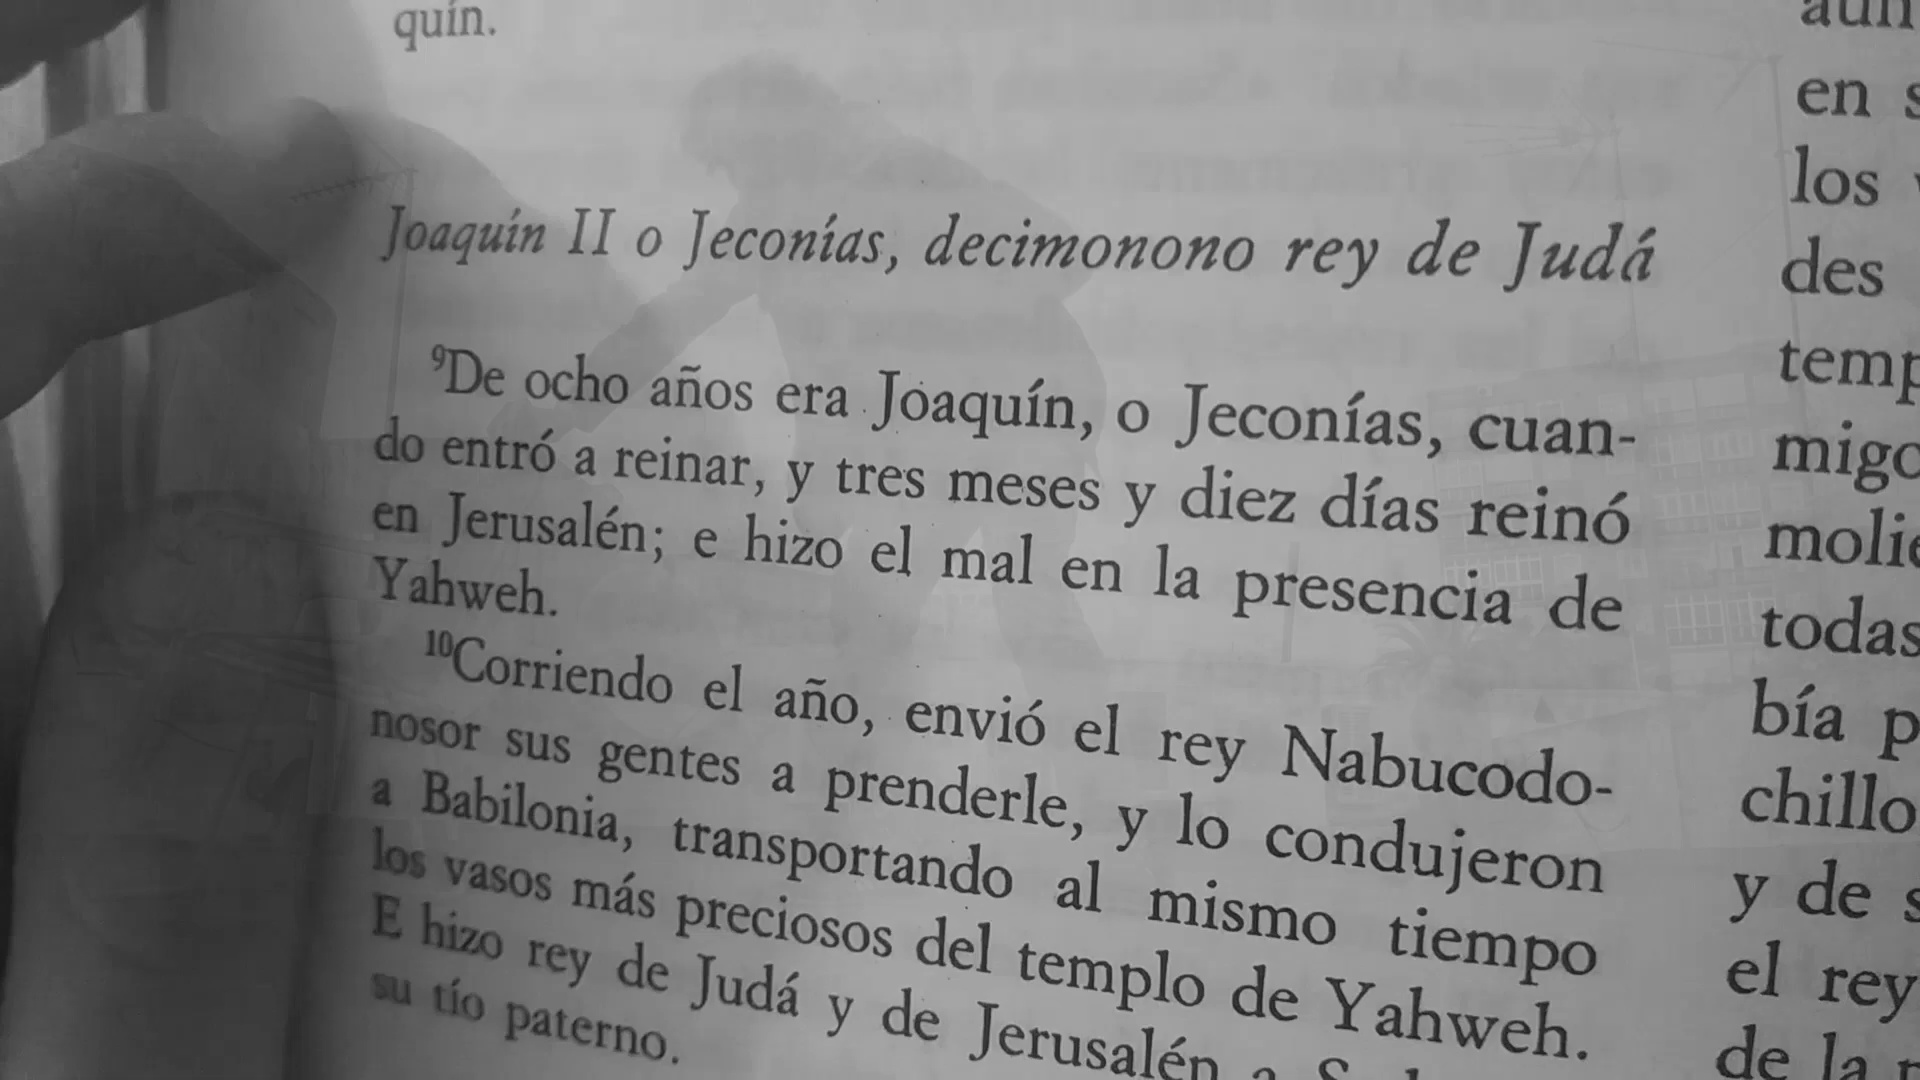 quín.
Joaquín II o Jeconías, decimonono rey de Judá
⁹De ocho años era Joaquín, o Jeconías, cuan-
do entró a reinar, y tres meses y diez días reinó
en Jerusalén; e hizo el mal en la presencia de
Yahweh.
¹⁰Corriendo el año, envió el rey Nabucodo-
nosor sus gentes a prenderle, y lo condujeron
a Babilonia, transportando al mismo tiempo
los vasos más preciosos del templo de Yahweh.
E hizo rey de Judá y de Jerusalén a
su tío paterno.
en
los
des
todas
bía
chillo
y de
el rey
de la